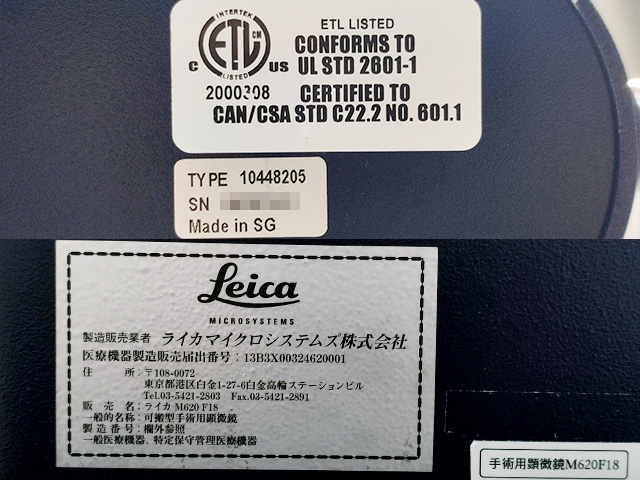 INTERTEK
ETL CM
LISTED
C US
2000308
ETL LISTED
CONFORMS TO
UL STD 2601-1
CERTIFIED TO
CAN/CSA STD C22.2 NO. 601.1
TYPE 10448205
SN
Made in SG
Leica
MICROSYSTEMS
製造販売業者 ライカマイクロシステムズ株式会社
医療機器製造販売届出番号：13B3X00324620001
住 所：〒108-0072
東京都港区白金1-27-6白金高輪ステーションビル
Tel.03-5421-2803 Fax.03-5421-2891
販 売 名：ライカ M620 F18
一般的名称：可搬型手術用顕微鏡
製 造 番 号：欄外参照
一般医療機器、特定保守管理医療機器
手術用顕微鏡M620F18